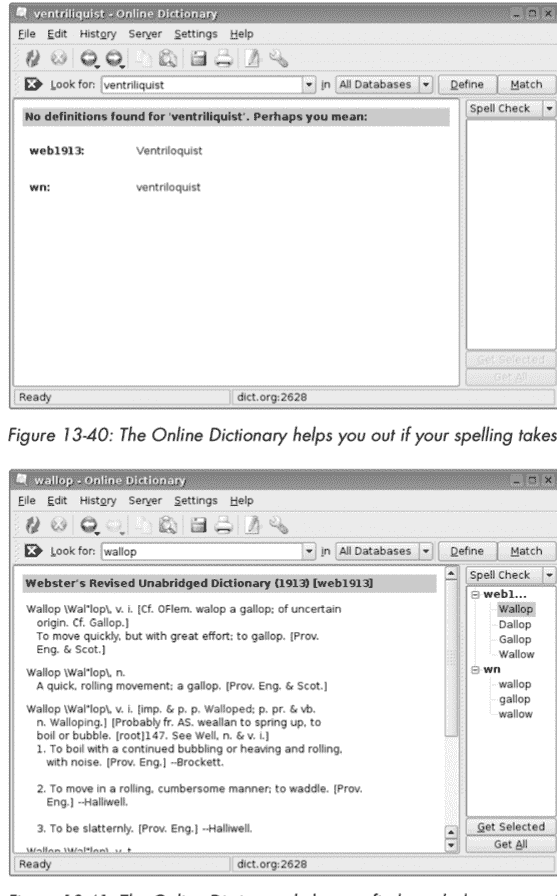 ventriliquist - Online Dictionary
File Edit History Server Settings Help
Look for: ventriliquist in All Databases Define Match
No definitions found for 'ventriliquist'. Perhaps you mean:
Spell Check
web1913: Ventriloquist
wn: ventriloquist
Get Selected
Get All
Ready dict.org:2628
Figure 13-40: The Online Dictionary helps you out if your spelling takes
wallop - Online Dictionary
File Edit History Server Settings Help
Look for: wallop in All Databases Define Match
Webster's Revised Unabridged Dictionary (1913) [web1913]
Wallop \Wal"lop\, v. i. [Cf. OFlem. walop a gallop; of uncertain
origin. Cf. Gallop.]
To move quickly, but with great effort; to gallop. [Prov.
Eng. & Scot.]
Wallop \Wal"lop\, n.
A quick, rolling movement; a gallop. [Prov. Eng. & Scot.]
Wallop \Wal"lop\, v. i. [imp. & p. p. Walloped; p. pr. & vb.
n. Walloping.] [Probably fr. AS. weallan to spring up, to
boil or bubble. [root]147. See Well, n. & v. i.]
1. To boil with a continued bubbling or heaving and rolling,
with noise. [Prov. Eng.] --Brockett.
2. To move in a rolling, cumbersome manner; to waddle. [Prov.
Eng.] --Halliwell.
3. To be slatternly. [Prov. Eng.] --Halliwell.
Spell Check
web1...
Wallop
Dallop
Gallop
Wallow
wn
wallop
gallop
wallow
Get Selected
Get All
Ready dict.org:2628